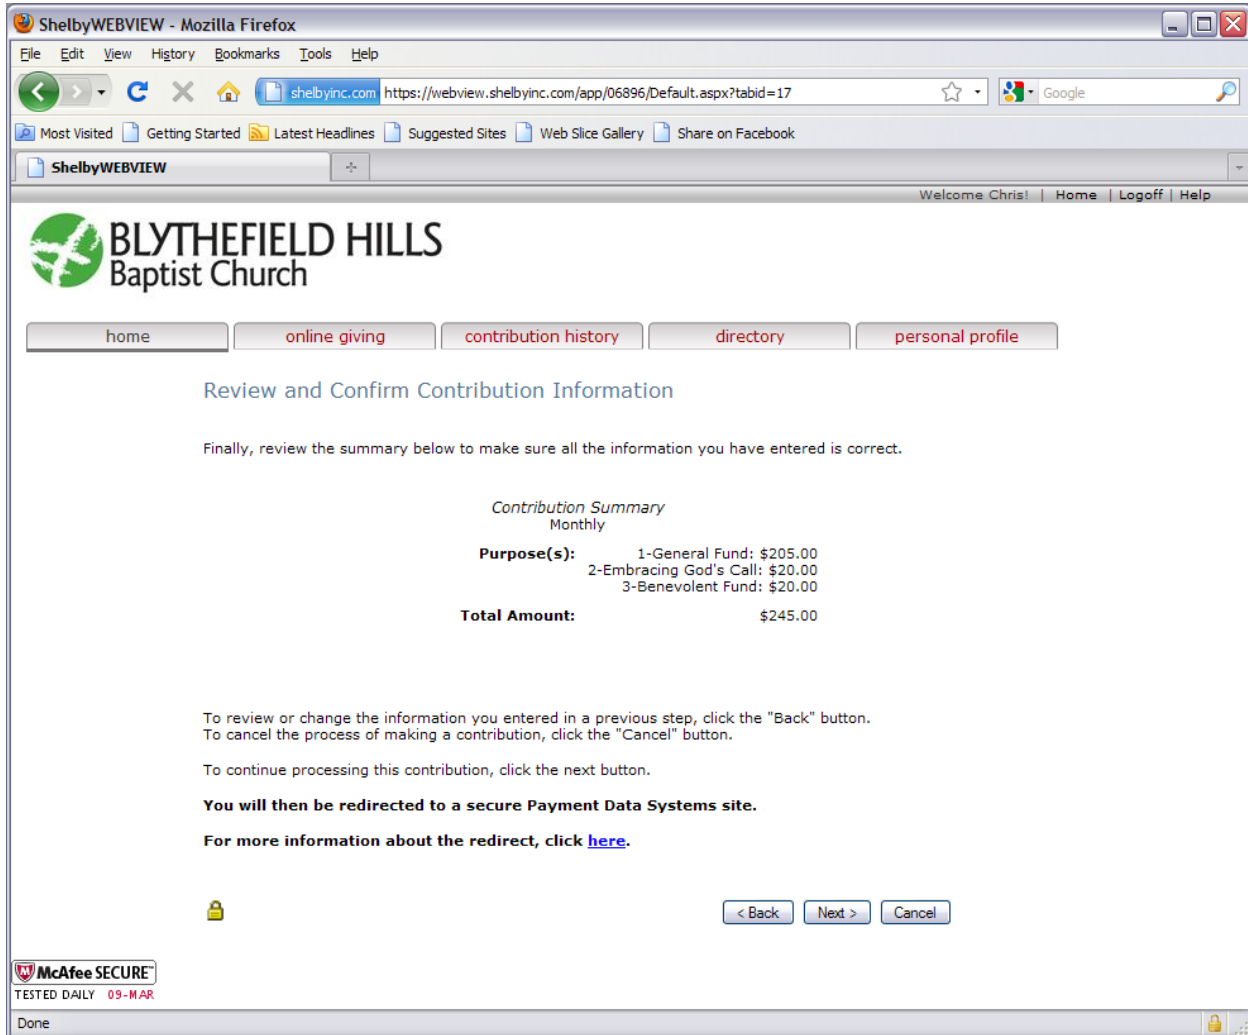 ShelbyWEBVIEW - Mozilla Firefox
File Edit View History Bookmarks Tools Help
shelbyinc.com https://webview.shelbyinc.com/app/06896/Default.aspx?tabid=17 Google
Most Visited Getting Started Latest Headlines Suggested Sites Web Slice Gallery Share on Facebook
ShelbyWEBVIEW
Welcome Chris! | Home | Logoff | Help
BLYTHEFIELD HILLS
Baptist Church
home online giving contribution history directory personal profile
Review and Confirm Contribution Information
Finally, review the summary below to make sure all the information you have entered is correct.
Contribution Summary
Monthly
Purpose(s): 1-General Fund: $205.00
2-Embracing God's Call: $20.00
3-Benevolent Fund: $20.00
Total Amount: $245.00
To review or change the information you entered in a previous step, click the "Back" button.
To cancel the process of making a contribution, click the "Cancel" button.
To continue processing this contribution, click the next button.
You will then be redirected to a secure Payment Data Systems site.
For more information about the redirect, click here.
< Back Next > Cancel
McAfee SECURE™
TESTED DAILY 09-MAR
Done